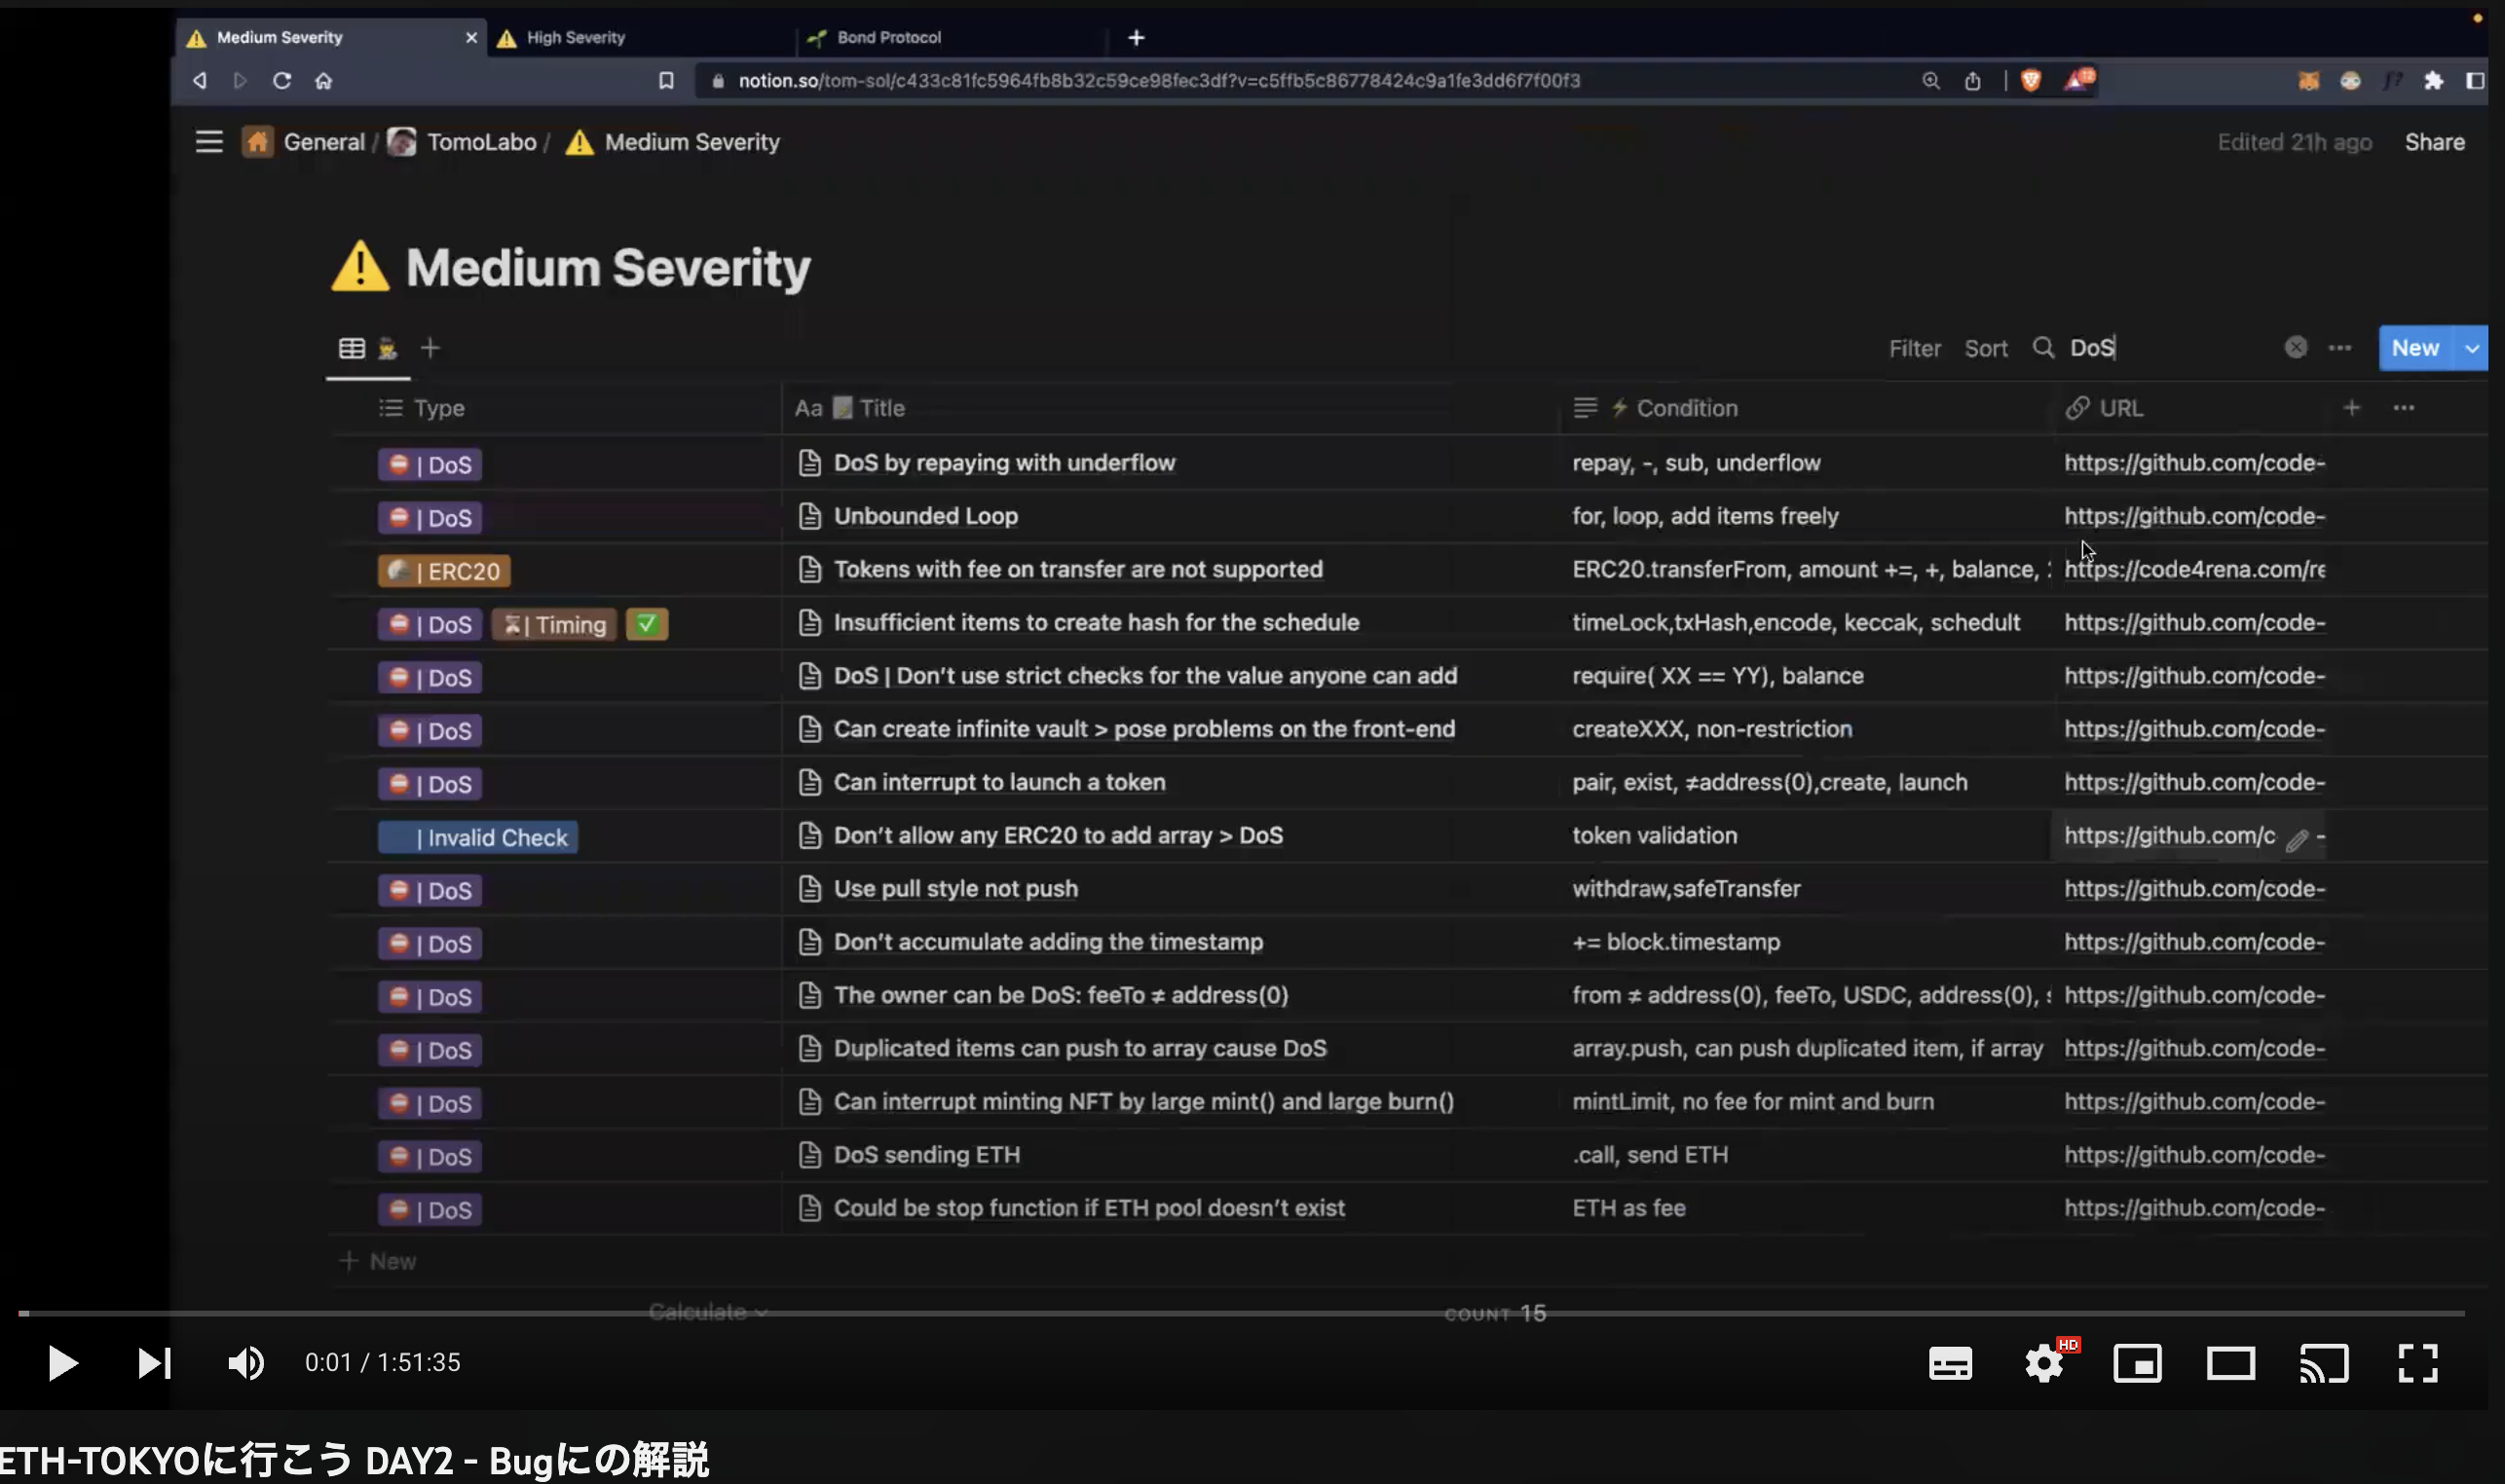 Medium Severity
High Severity
Bond Protocol
notion.so/tom-sol/c433c81fc5964fb8b32c59ce98fec3df?v=c5ffb5c86778424c9a1fe3dd6f7f00f3
General / TomoLabo / Medium Severity
Edited 21h ago Share
Medium Severity
Filter Sort DoS New
Type Aa Title Condition URL
| DoS DoS by repaying with underflow repay, -, sub, underflow https://github.com/code-
| DoS Unbounded Loop for, loop, add items freely https://github.com/code-
| ERC20 Tokens with fee on transfer are not supported ERC20.transferFrom, amount +=, +, balance, https://code4rena.com/re
| DoS | Timing Insufficient items to create hash for the schedule timeLock,txHash,encode, keccak, schedult https://github.com/code-
| DoS DoS | Don't use strict checks for the value anyone can add require( XX == YY), balance https://github.com/code-
| DoS Can create infinite vault > pose problems on the front-end createXXX, non-restriction https://github.com/code-
| DoS Can interrupt to launch a token pair, exist, ≠address(0),create, launch https://github.com/code-
| Invalid Check Don't allow any ERC20 to add array > DoS token validation https://github.com/c -
| DoS Use pull style not push withdraw,safeTransfer https://github.com/code-
| DoS Don't accumulate adding the timestamp += block.timestamp https://github.com/code-
| DoS The owner can be DoS: feeTo ≠ address(0) from ≠ address(0), feeTo, USDC, address(0), https://github.com/code-
| DoS Duplicated items can push to array cause DoS array.push, can push duplicated item, if array https://github.com/code-
| DoS Can interrupt minting NFT by large mint() and large burn() mintLimit, no fee for mint and burn https://github.com/code-
| DoS DoS sending ETH .call, send ETH https://github.com/code-
| DoS Could be stop function if ETH pool doesn't exist ETH as fee https://github.com/code-
New
Calculate COUNT 15
0:01 / 1:51:35 HD
ETH-TOKYOに行こう DAY2 - Bugにの解説